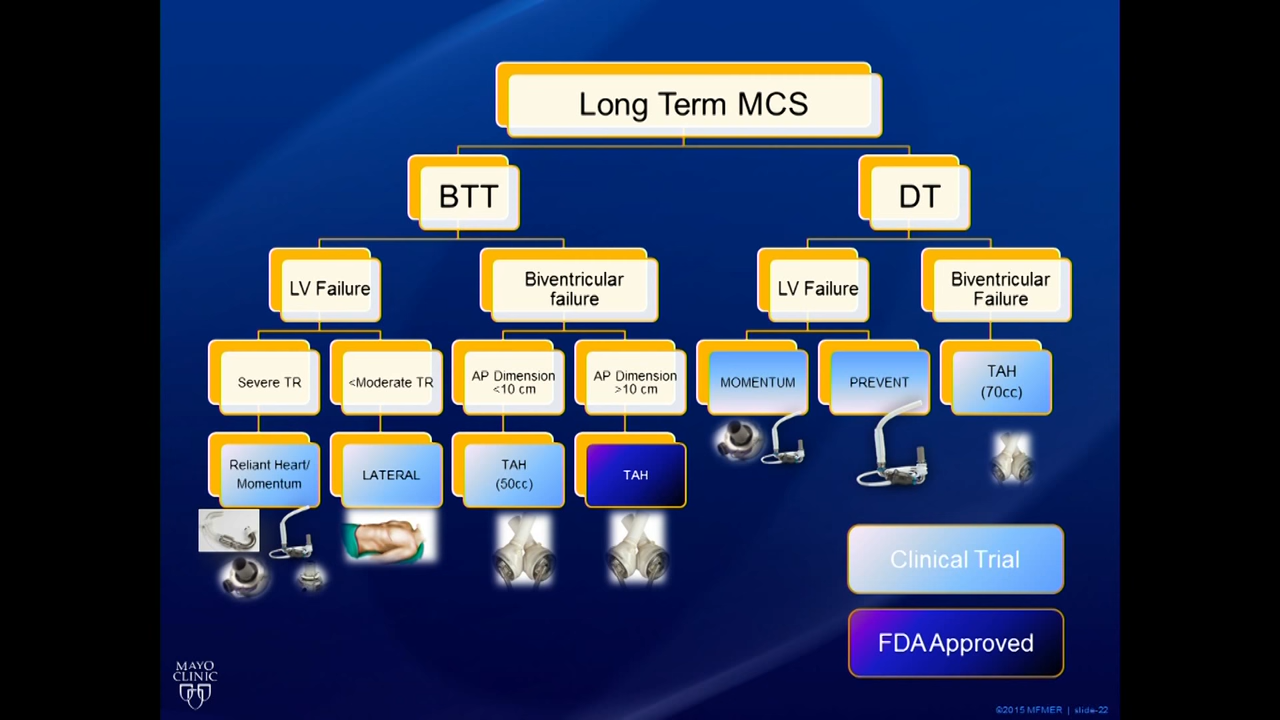 Long Term MCS
BTT
DT
LV Failure
Biventricular
failure
LV Failure
Biventricular
Failure
Severe TR
<Moderate TR
AP Dimension
<10 cm
AP Dimension
>10 cm
MOMENTUM
PREVENT
TAH
(70cc)
Reliant Heart/
Momentum
LATERAL
TAH
(50cc)
TAH
Clinical Trial
FDA Approved
MAYO
CLINIC
©2015 MFMER | slide-22